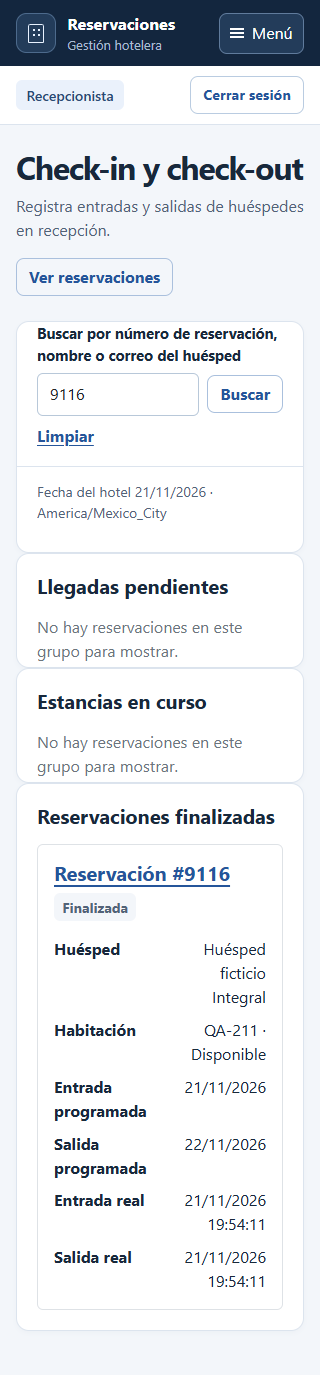 Reservaciones
Gestión hotelera
Menú
Recepcionista
Cerrar sesión
Check-in y check-out
Registra entradas y salidas de huéspedes
en recepción.
Ver reservaciones
Buscar por número de reservación,
nombre o correo del huésped
9116
Buscar
Limpiar
Fecha del hotel 21/11/2026 ·
America/Mexico_City
Llegadas pendientes
No hay reservaciones en este
grupo para mostrar.
Estancias en curso
No hay reservaciones en este
grupo para mostrar.
Reservaciones finalizadas
Reservación #9116
Finalizada
Huésped
Huésped
ficticio
Integral
Habitación
QA-211 ·
Disponible
Entrada
programada
21/11/2026
Salida
programada
22/11/2026
Entrada real
21/11/2026
19:54:11
Salida real
21/11/2026
19:54:11